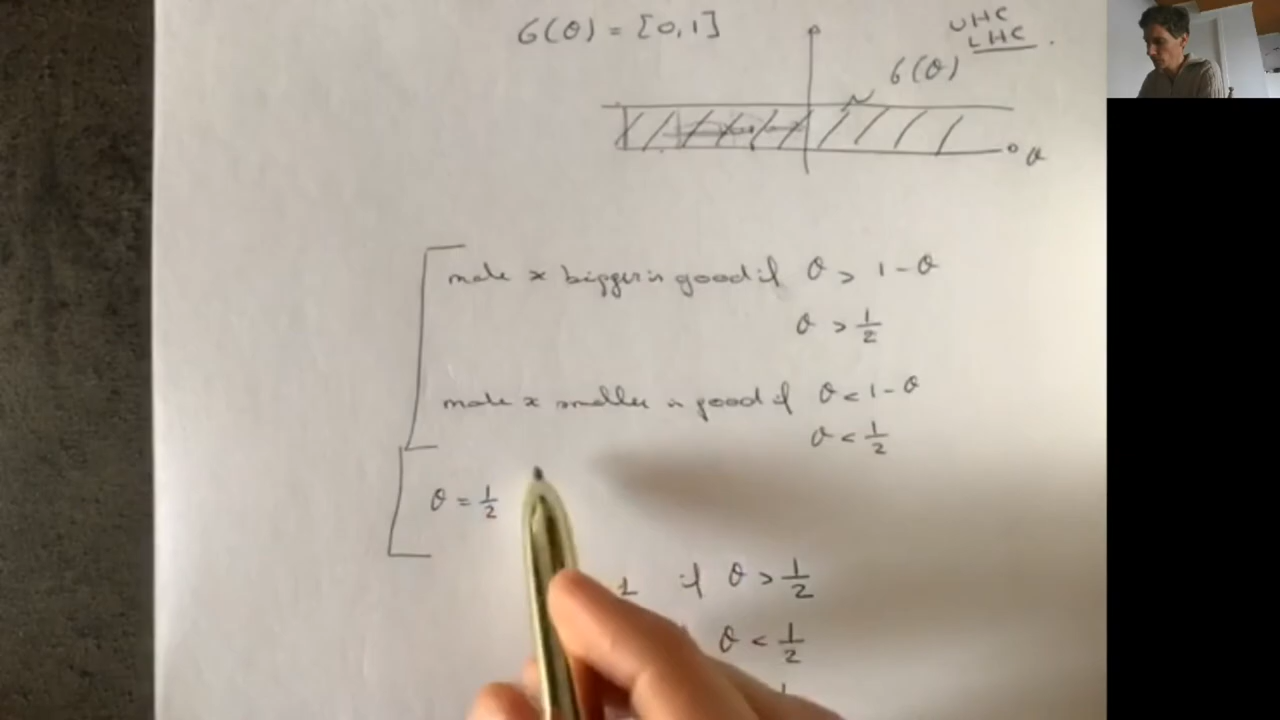 G(θ) = [0,1]
UHC
LHC.
G(θ)
θ
make x bigger is good if θ > 1 - θ
θ > 1/2
make x smaller is good if θ < 1 - θ
θ < 1/2
θ = 1/2
1 if θ > 1/2
θ < 1/2